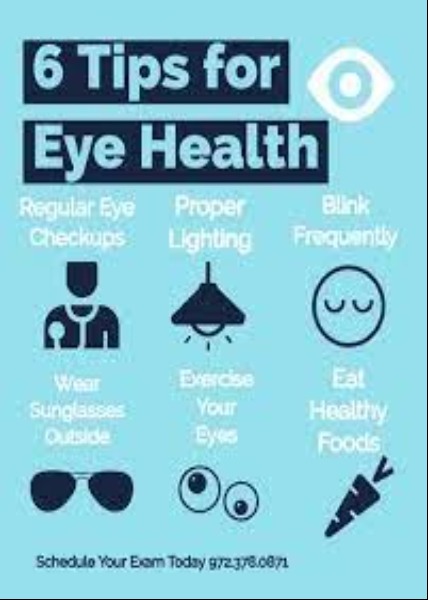 6 Tips for
Eye Health
Regular Eye
Checkups
Proper
Lighting
Blink
Frequently
Wear
Sunglasses
Outside
Exercise
Your
Eyes
Eat
Healthy
Foods
Schedule Your Exam Today 972.378.0871